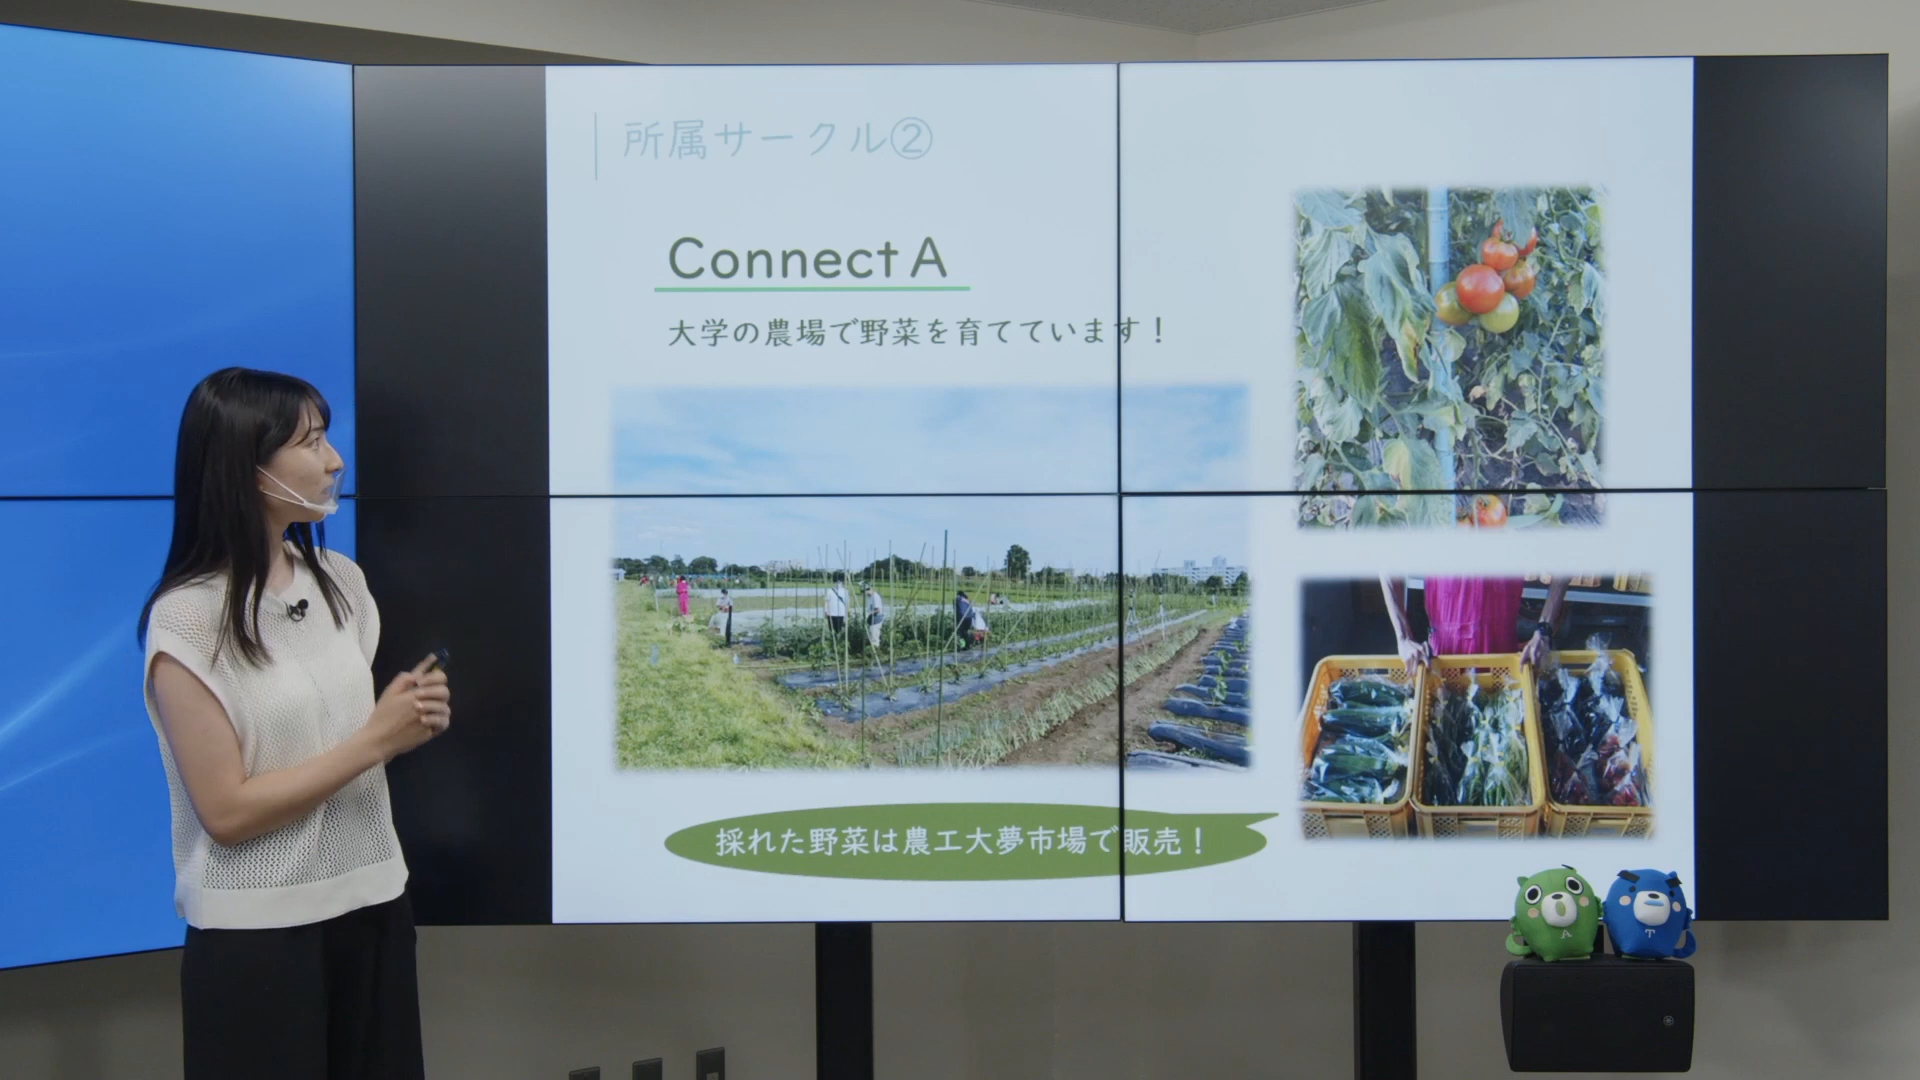 所属サークル②
Connect A
大学の農場で野菜を育てています！
採れた野菜は農工大夢市場で販売！
A
T